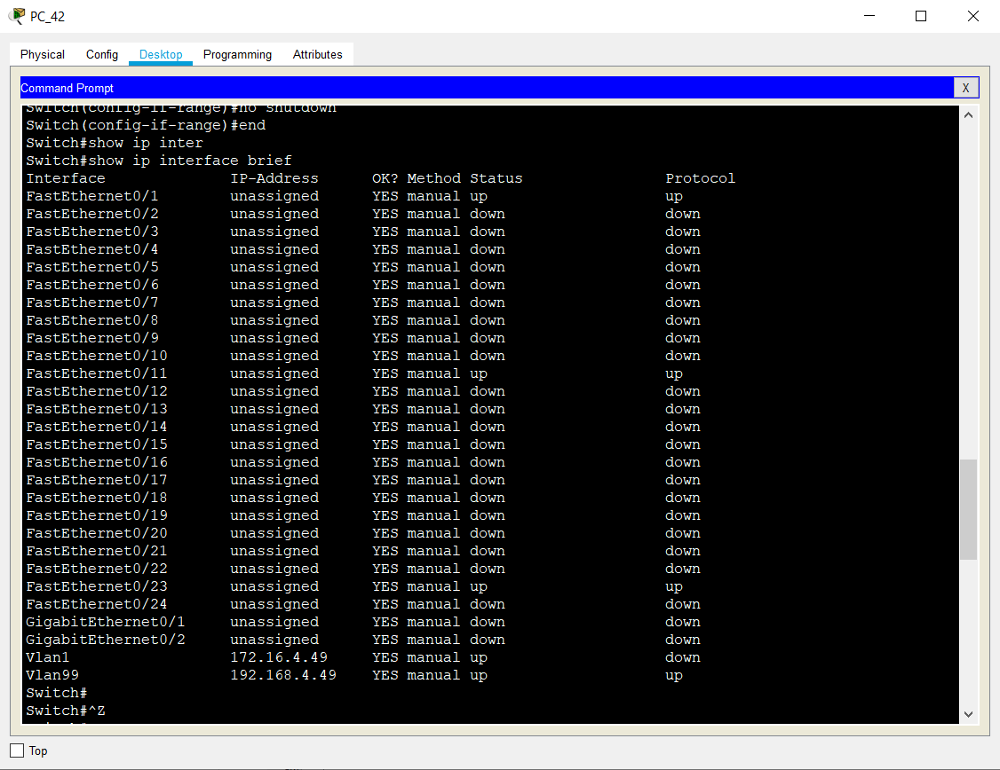 PC_42
Physical Config Desktop Programming Attributes
Command Prompt X
Switch(config-if-range)#no shutdown
Switch(config-if-range)#end
Switch#show ip inter
Switch#show ip interface brief
Interface IP-Address OK? Method Status Protocol
FastEthernet0/1 unassigned YES manual up up
FastEthernet0/2 unassigned YES manual down down
FastEthernet0/3 unassigned YES manual down down
FastEthernet0/4 unassigned YES manual down down
FastEthernet0/5 unassigned YES manual down down
FastEthernet0/6 unassigned YES manual down down
FastEthernet0/7 unassigned YES manual down down
FastEthernet0/8 unassigned YES manual down down
FastEthernet0/9 unassigned YES manual down down
FastEthernet0/10 unassigned YES manual down down
FastEthernet0/11 unassigned YES manual up up
FastEthernet0/12 unassigned YES manual down down
FastEthernet0/13 unassigned YES manual down down
FastEthernet0/14 unassigned YES manual down down
FastEthernet0/15 unassigned YES manual down down
FastEthernet0/16 unassigned YES manual down down
FastEthernet0/17 unassigned YES manual down down
FastEthernet0/18 unassigned YES manual down down
FastEthernet0/19 unassigned YES manual down down
FastEthernet0/20 unassigned YES manual down down
FastEthernet0/21 unassigned YES manual down down
FastEthernet0/22 unassigned YES manual down down
FastEthernet0/23 unassigned YES manual up up
FastEthernet0/24 unassigned YES manual down down
GigabitEthernet0/1 unassigned YES manual down down
GigabitEthernet0/2 unassigned YES manual down down
Vlan1 172.16.4.49 YES manual up down
Vlan99 192.168.4.49 YES manual up up
Switch#
Switch#^Z
Top